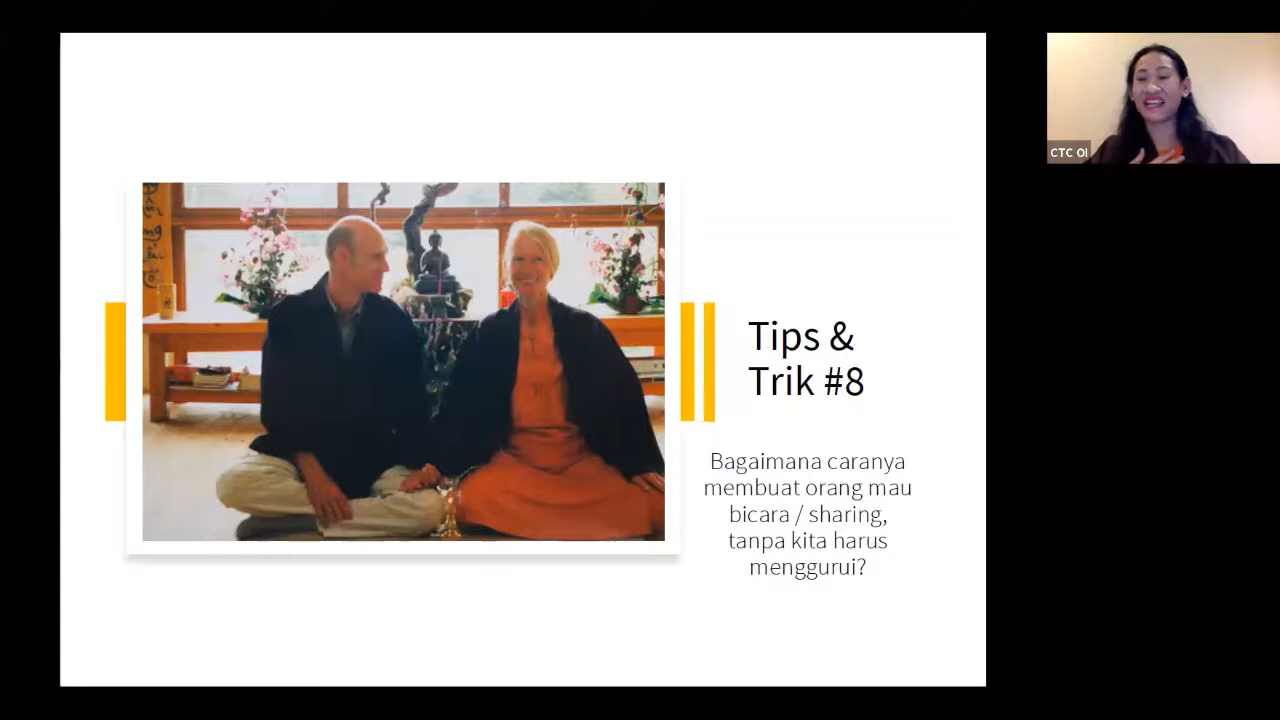 Tips &
Trik #8
Bagaimana caranya
membuat orang mau
bicara / sharing,
tanpa kita harus
menggurui?
CTC OI